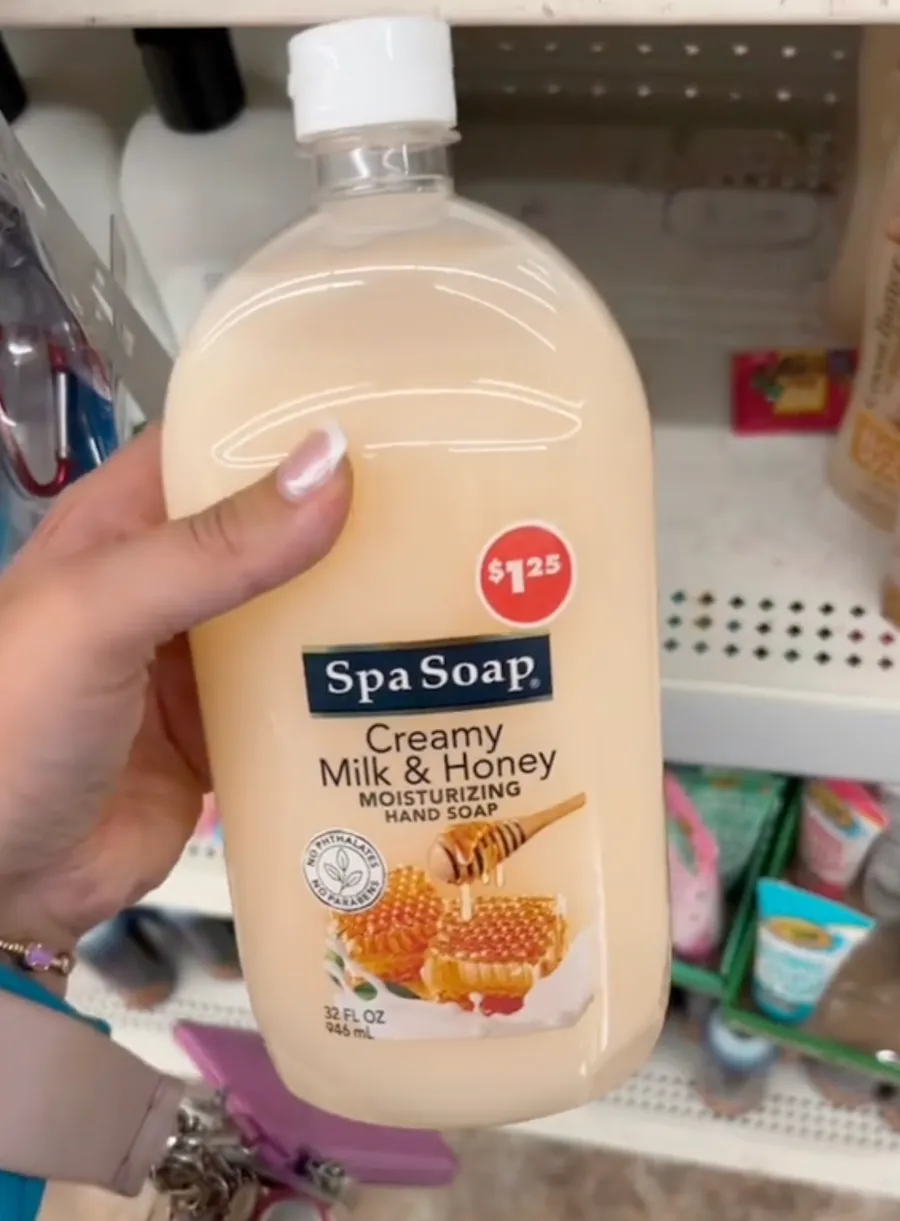 $1.25
Spa Soap®
Creamy
Milk & Honey
MOISTURIZING
HAND SOAP
NO PHTHALATES
NO PARABENS
32 FL OZ
946 mL